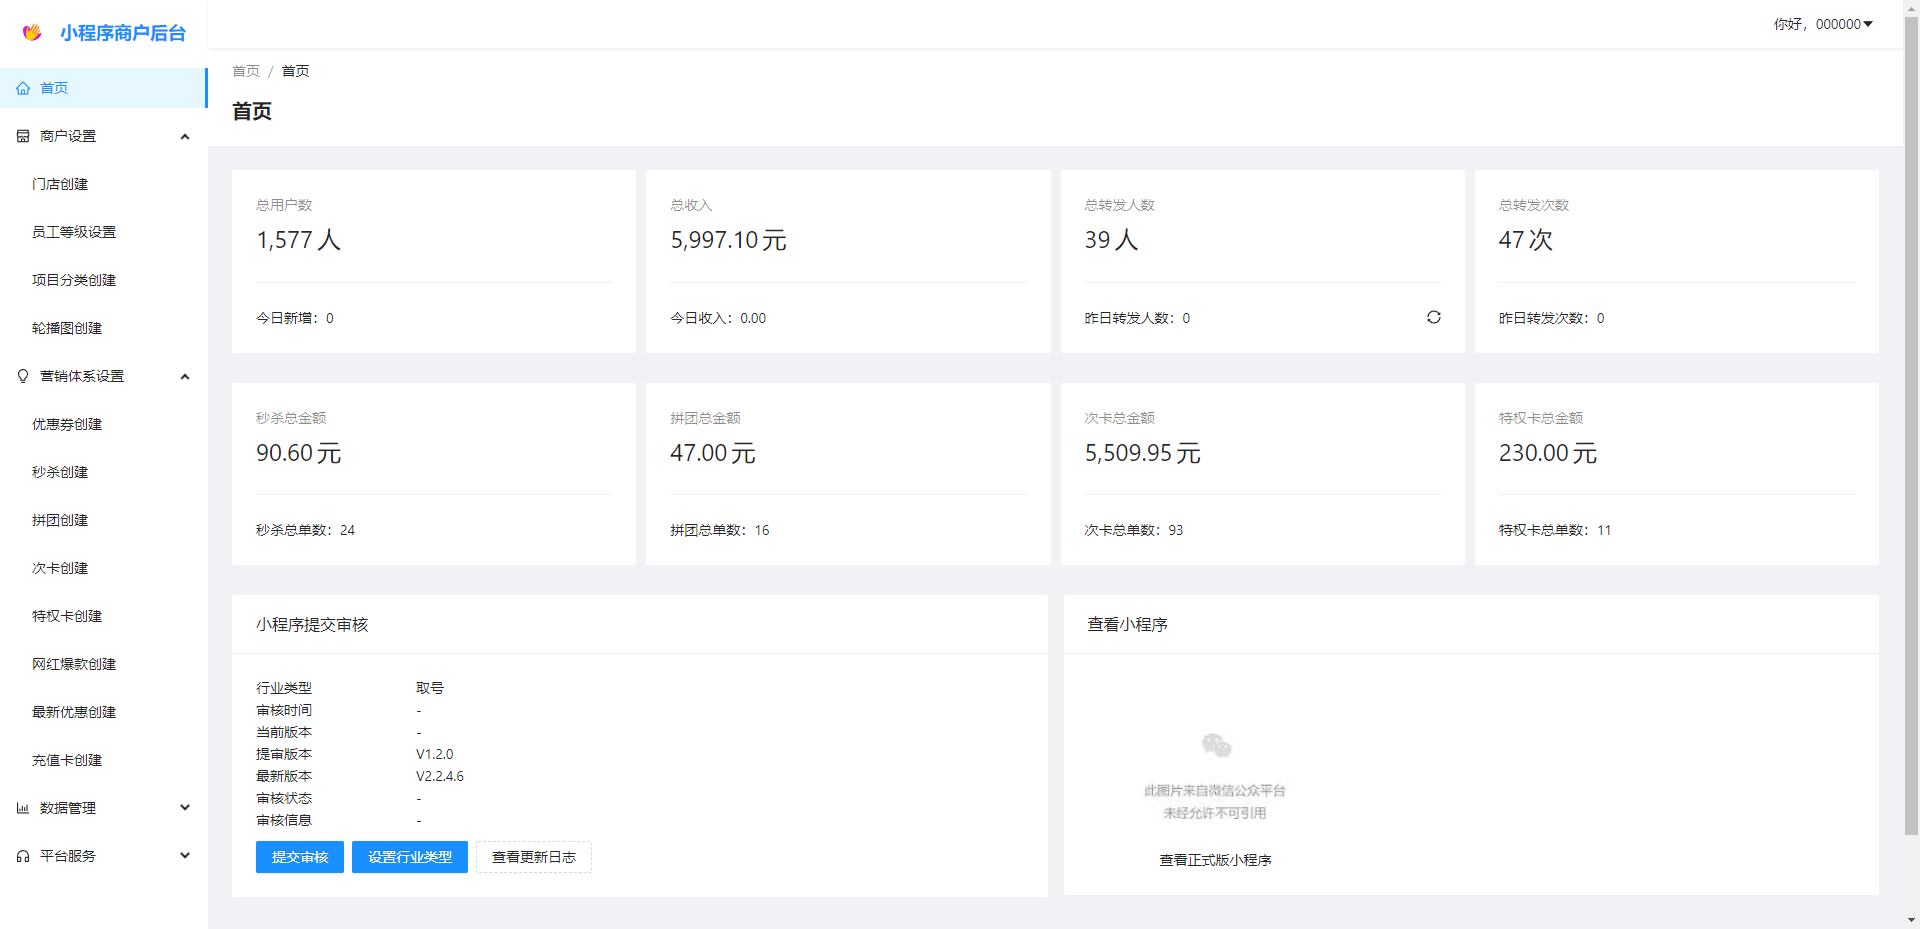 小程序商户后台
你好，000000
首页
商户设置
门店创建
员工等级设置
项目分类创建
轮播图创建
营销体系设置
优惠券创建
秒杀创建
拼团创建
次卡创建
特权卡创建
网红爆款创建
最新优惠创建
充值卡创建
数据管理
平台服务
首页 / 首页
首页
总用户数
1,577 人
今日新增：0
总收入
5,997.10 元
今日收入：0.00
总转发人数
39 人
昨日转发人数：0
总转发次数
47 次
昨日转发次数：0
秒杀总金额
90.60 元
秒杀总单数：24
拼团总金额
47.00 元
拼团总单数：16
次卡总金额
5,509.95 元
次卡总单数：93
特权卡总金额
230.00 元
特权卡总单数：11
小程序提交审核
行业类型 取号
审核时间 -
当前版本 -
提审版本 V1.2.0
最新版本 V2.2.4.6
审核状态 -
审核信息 -
提交审核 设置行业类型 查看更新日志
查看小程序
此图片来自微信公众平台
未经允许不可引用
查看正式版小程序